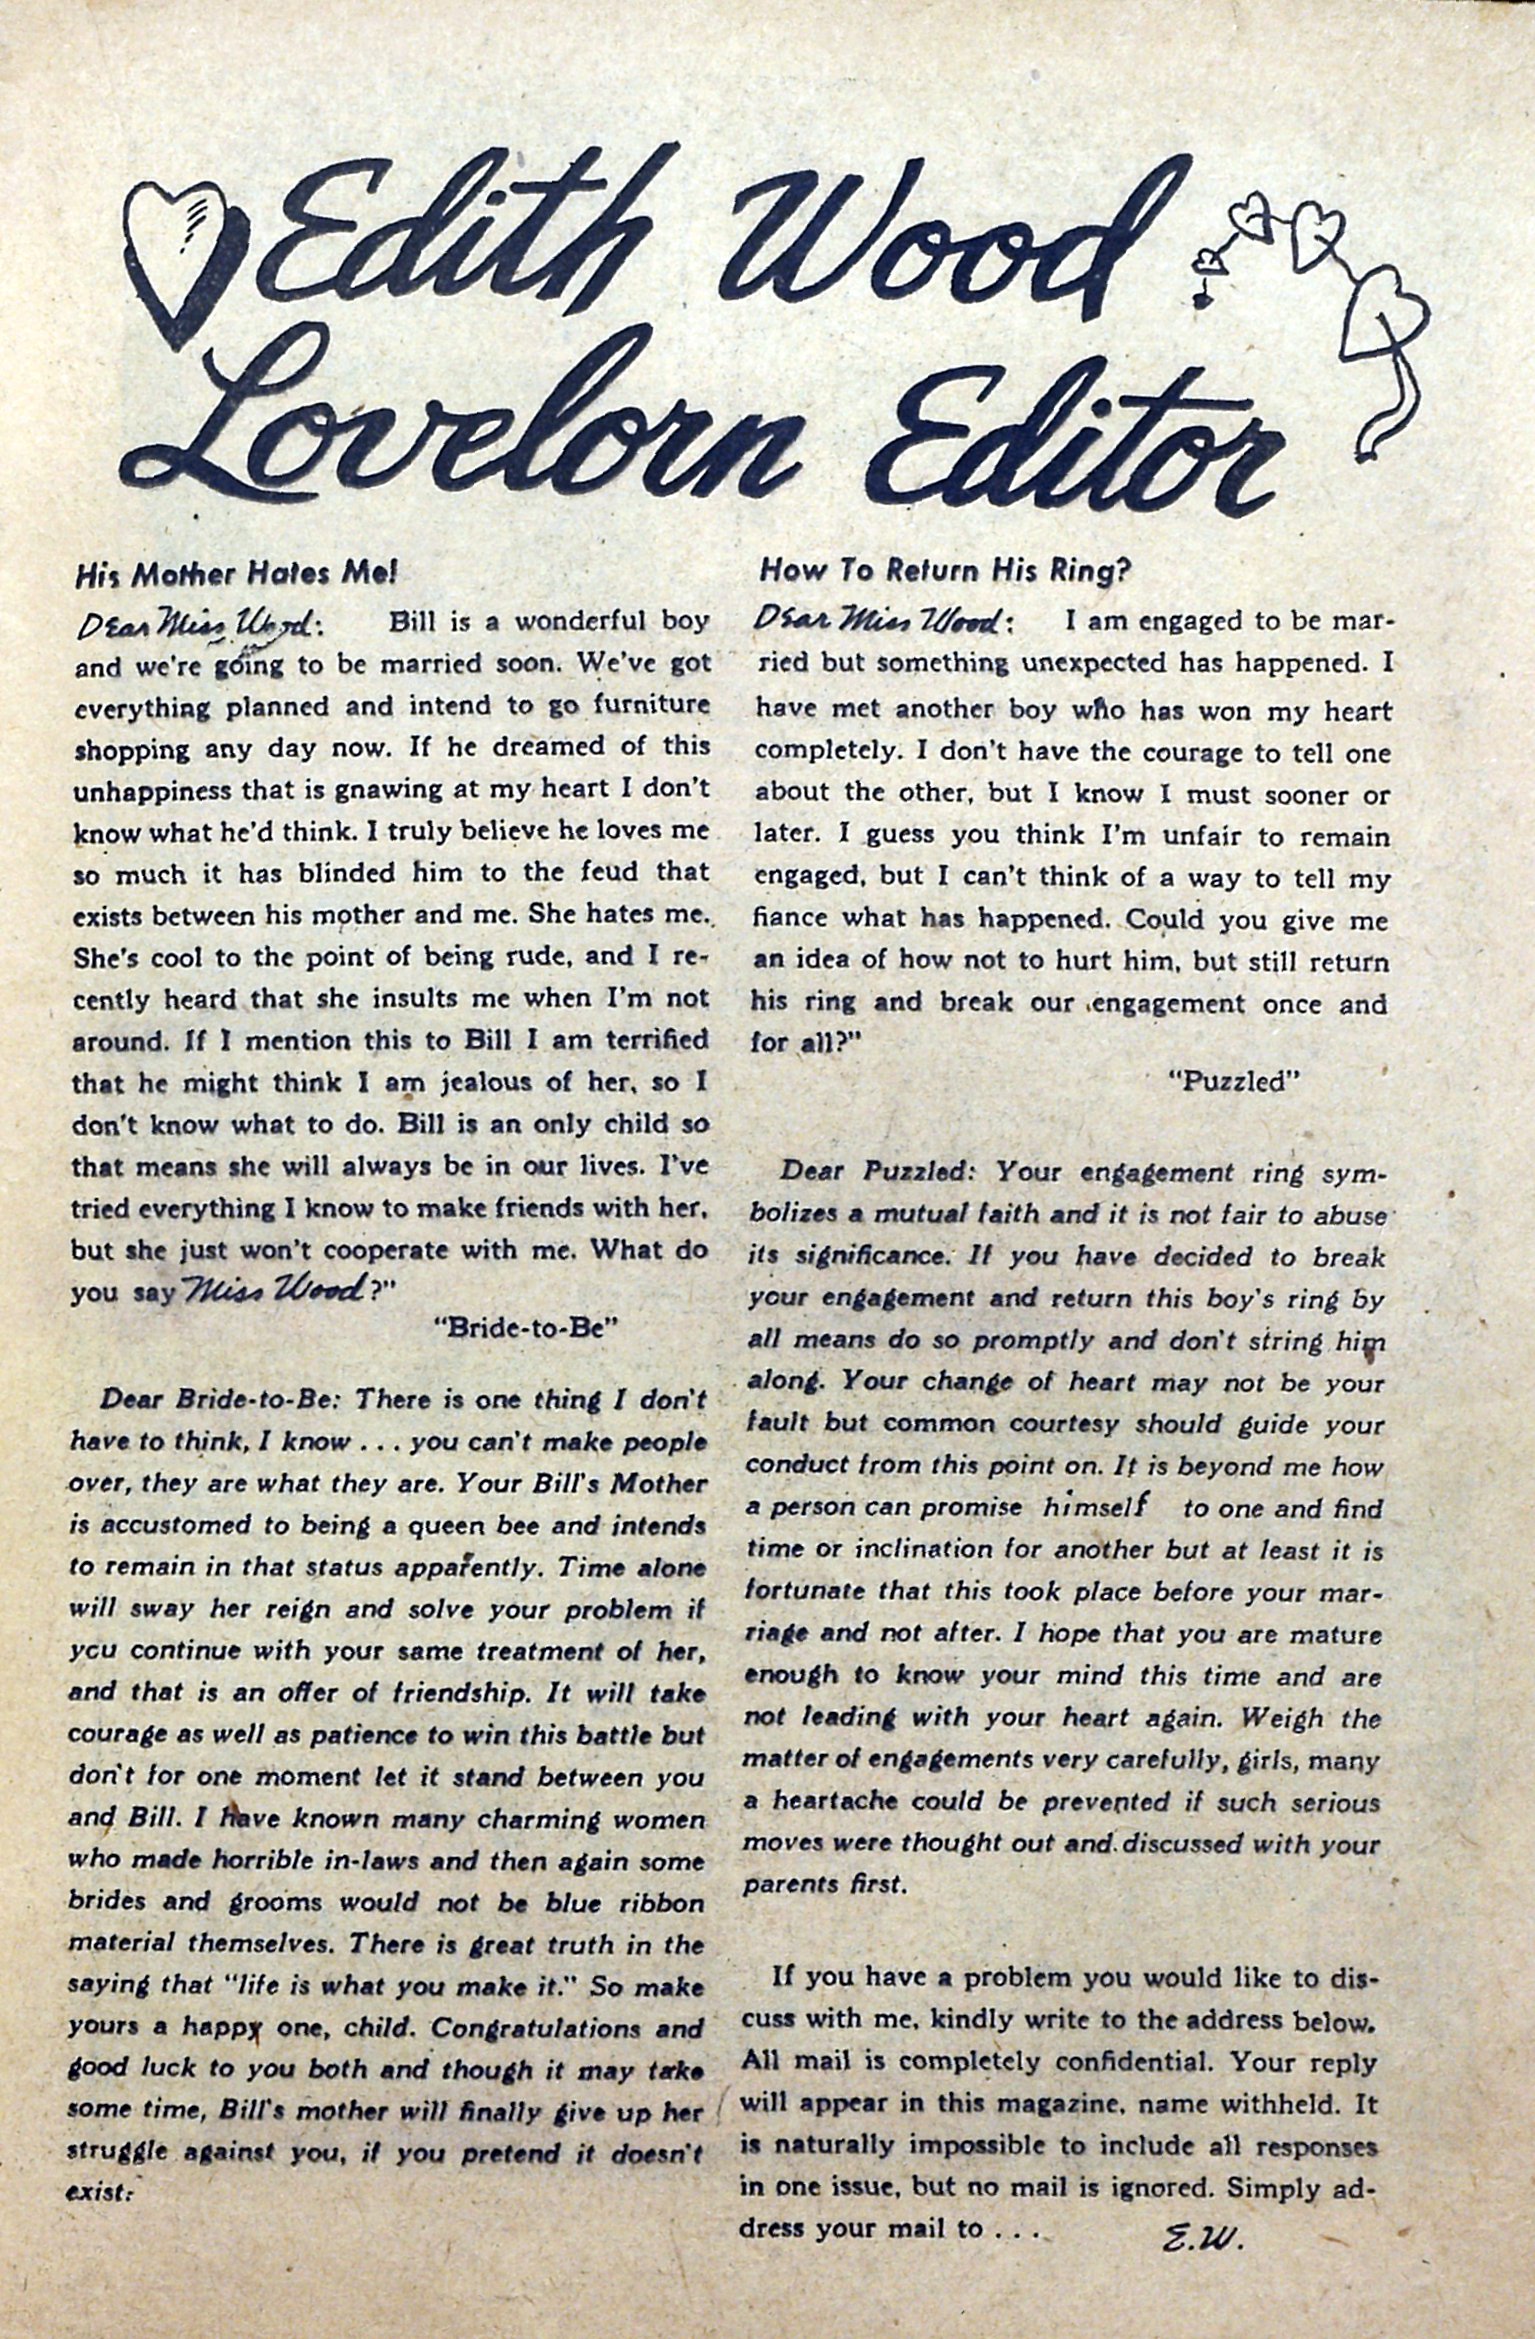 Edith Wood
Lovelorn Editor
His Mother Hates Me!
Dear Miss Wood: Bill is a wonderful boy
and we're going to be married soon. We've got
everything planned and intend to go furniture
shopping any day now. If he dreamed of this
unhappiness that is gnawing at my heart I don't
know what he'd think. I truly believe he loves me
so much it has blinded him to the feud that
exists between his mother and me. She hates me.
She's cool to the point of being rude, and I re-
cently heard that she insults me when I'm not
around. If I mention this to Bill I am terrified
that he might think I am jealous of her, so I
don't know what to do. Bill is an only child so
that means she will always be in our lives. I've
tried everything I know to make friends with her,
but she just won't cooperate with me. What do
you say Miss Wood?"
"Bride-to-Be"
Dear Bride-to-Be: There is one thing I don't
have to think, I know . . . you can't make people
over, they are what they are. Your Bill's Mother
is accustomed to being a queen bee and intends
to remain in that status apparently. Time alone
will sway her reign and solve your problem if
you continue with your same treatment of her,
and that is an offer of friendship. It will take
courage as well as patience to win this battle but
don't for one moment let it stand between you
and Bill. I have known many charming women
who made horrible in-laws and then again some
brides and grooms would not be blue ribbon
material themselves. There is great truth in the
saying that "life is what you make it." So make
yours a happy one, child. Congratulations and
good luck to you both and though it may take
some time, Bill's mother will finally give up her
struggle against you, if you pretend it doesn't
exist.
How To Return His Ring?
Dear Miss Wood: I am engaged to be mar-
ried but something unexpected has happened. I
have met another boy who has won my heart
completely. I don't have the courage to tell one
about the other, but I know I must sooner or
later. I guess you think I'm unfair to remain
engaged, but I can't think of a way to tell my
fiance what has happened. Could you give me
an idea of how not to hurt him, but still return
his ring and break our engagement once and
for all?"
"Puzzled"
Dear Puzzled: Your engagement ring sym-
bolizes a mutual faith and it is not fair to abuse
its significance. If you have decided to break
your engagement and return this boy's ring by
all means do so promptly and don't string him
along. Your change of heart may not be your
fault but common courtesy should guide your
conduct from this point on. It is beyond me how
a person can promise himself to one and find
time or inclination for another but at least it is
fortunate that this took place before your mar-
riage and not after. I hope that you are mature
enough to know your mind this time and are
not leading with your heart again. Weigh the
matter of engagements very carefully, girls, many
a heartache could be prevented if such serious
moves were thought out and discussed with your
parents first.
If you have a problem you would like to dis-
cuss with me, kindly write to the address below.
All mail is completely confidential. Your reply
will appear in this magazine, name withheld. It
is naturally impossible to include all responses
in one issue, but no mail is ignored. Simply ad-
dress your mail to . . .
E.W.